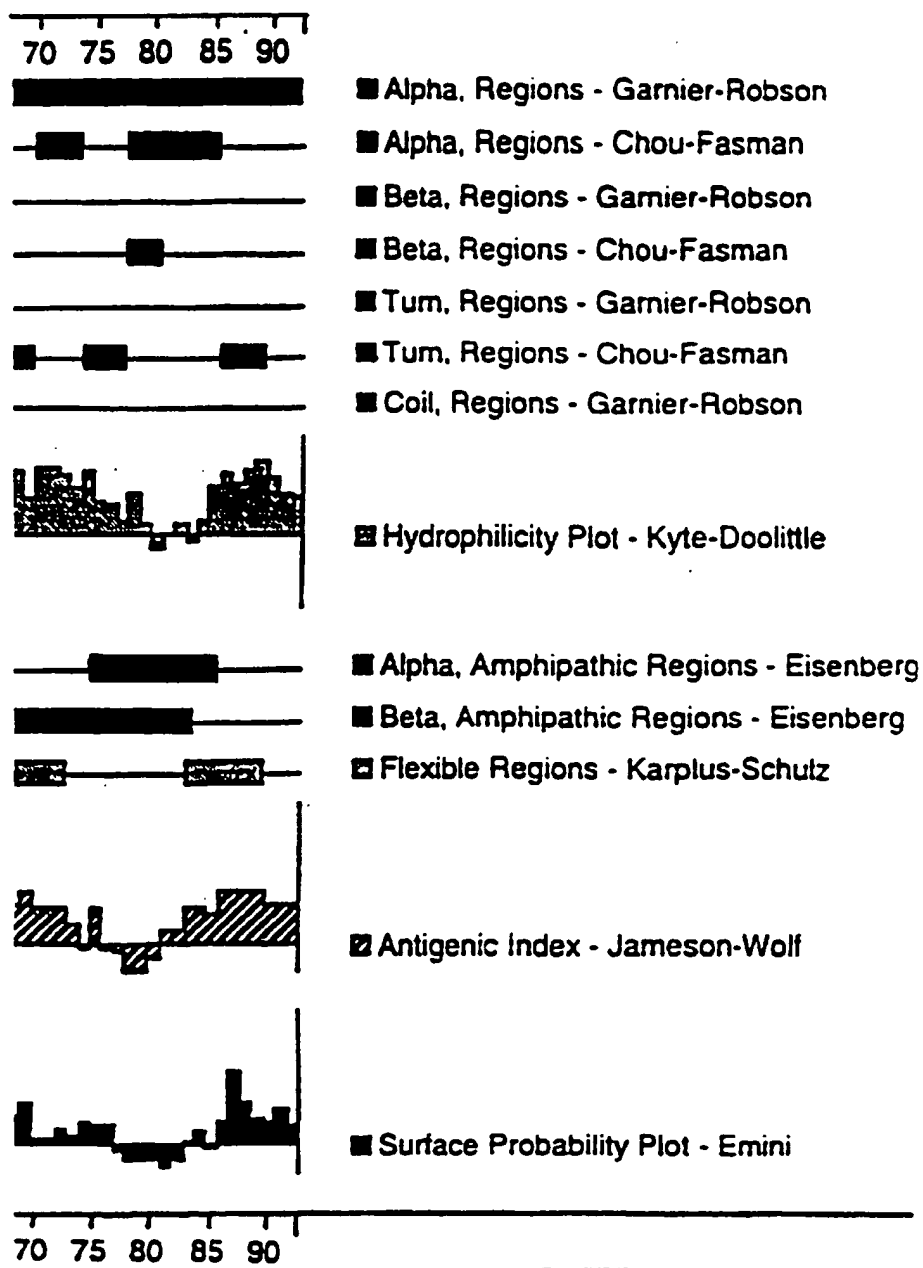 70 75 80 85 90
Alpha, Regions - Garnier-Robson
Alpha, Regions - Chou-Fasman
Beta, Regions - Garnier-Robson
Beta, Regions - Chou-Fasman
Turn, Regions - Garnier-Robson
Turn, Regions - Chou-Fasman
Coil, Regions - Garnier-Robson
Hydrophilicity Plot - Kyte-Doolittle
Alpha, Amphipathic Regions - Eisenberg
Beta, Amphipathic Regions - Eisenberg
Flexible Regions - Karplus-Schulz
Antigenic Index - Jameson-Wolf
Surface Probability Plot - Emini
70 75 80 85 90